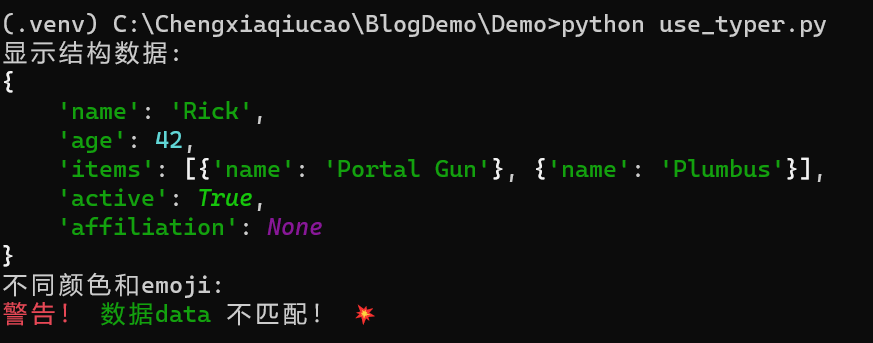 (.venv) C:\Chengxiaqiucao\BlogDemo\Demo>python use_typer.py
显示结构数据:
{
    'name': 'Rick',
    'age': 42,
    'items': [{'name': 'Portal Gun'}, {'name': 'Plumbus'}],
    'active': True,
    'affiliation': None
}
不同颜色和emoji:
警告! 数据data 不匹配! 💥